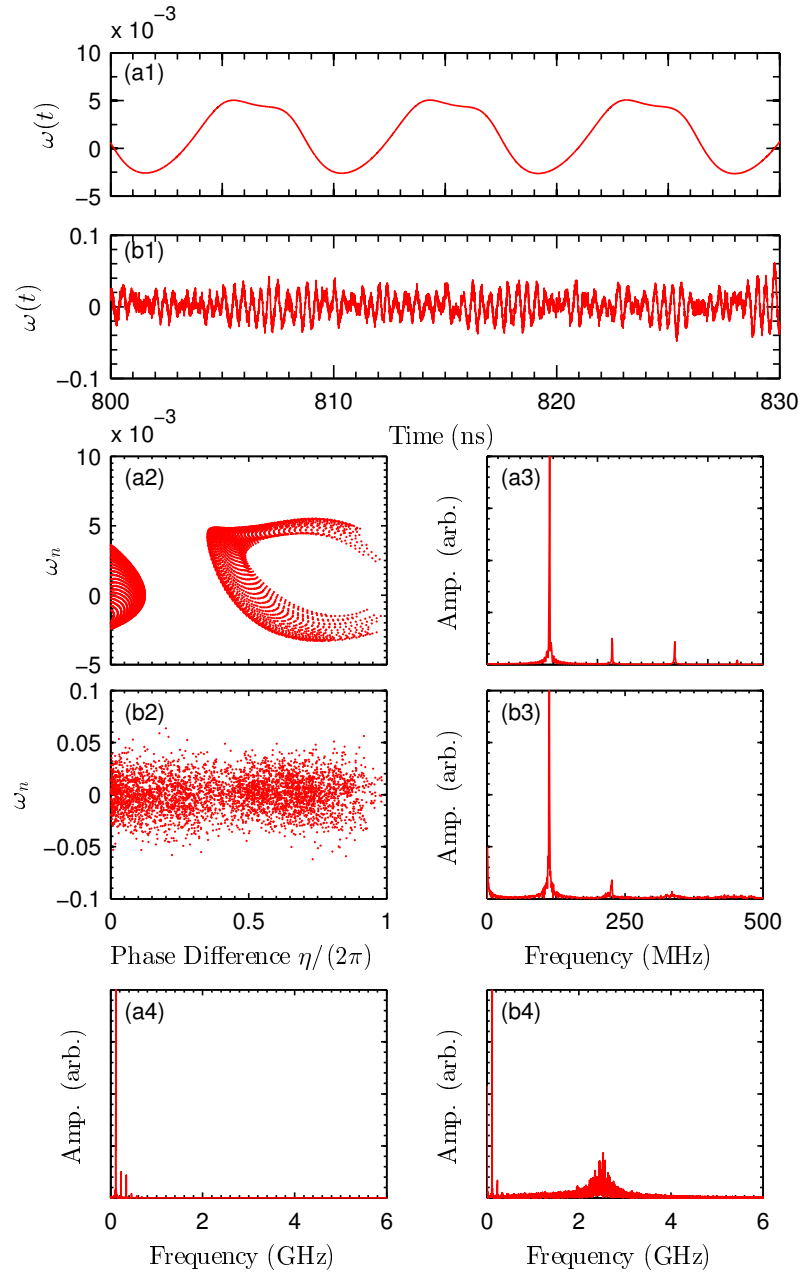 x 10⁻³
10
5
0
−5
ω(t)
(a1)
0.1
0
−0.1
ω(t)
(b1)
800 810 820 830
Time (ns)
x 10⁻³
10
5
0
−5
ωₙ
(a2)
Amp. (arb.)
(a3)
0.1
0.05
0
−0.05
−0.1
ωₙ
(b2)
0 0.5 1
Phase Difference η/(2π)
Amp. (arb.)
(b3)
0 250 500
Frequency (MHz)
Amp. (arb.)
(a4)
0 2 4 6
Frequency (GHz)
Amp. (arb.)
(b4)
0 2 4 6
Frequency (GHz)